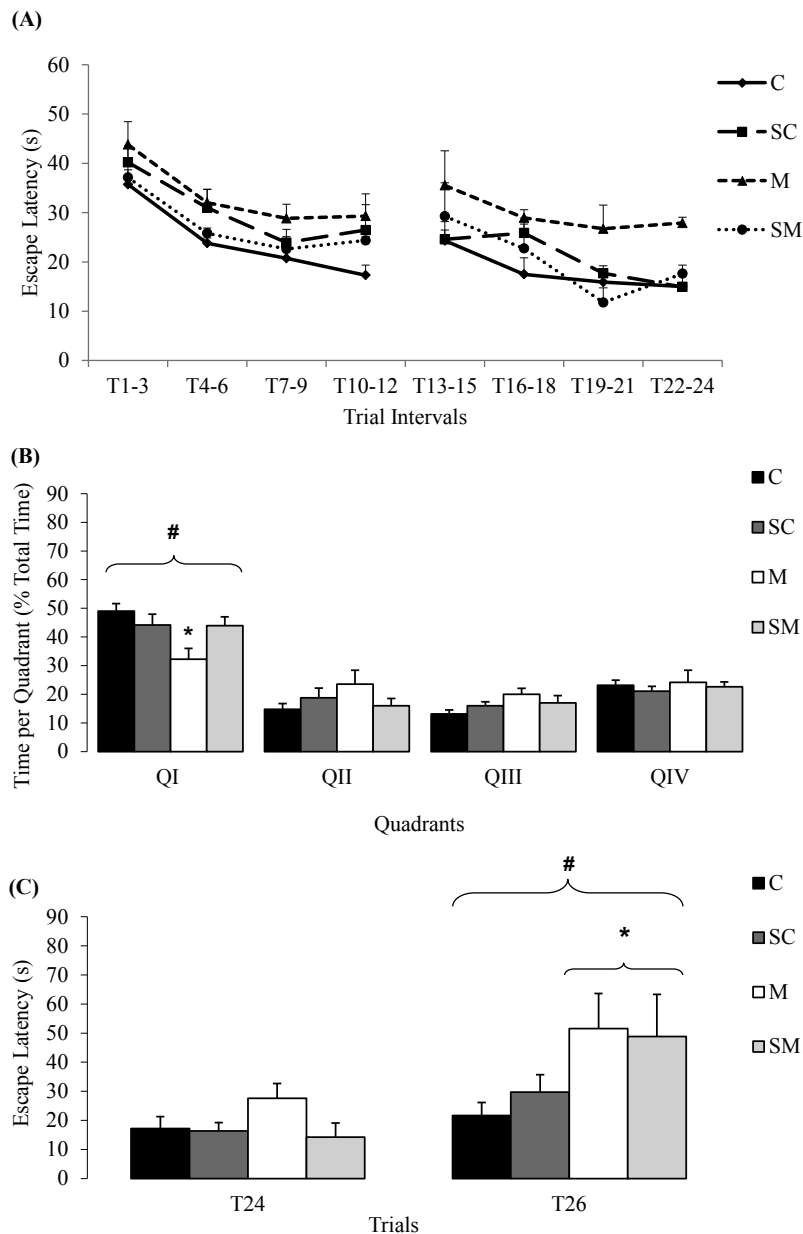 (A)
Escape Latency (s)
60
50
40
30
20
10
0
T1-3 T4-6 T7-9 T10-12 T13-15 T16-18 T19-21 T22-24
Trial Intervals
C
SC
M
SM
(B)
Time per Quadrant (% Total Time)
90
80
70
60
50
40
30
20
10
0
#
*
QI QII QIII QIV
Quadrants
C
SC
M
SM
(C)
Escape Latency (s)
90
80
70
60
50
40
30
20
10
0
#
*
T24 T26
Trials
C
SC
M
SM